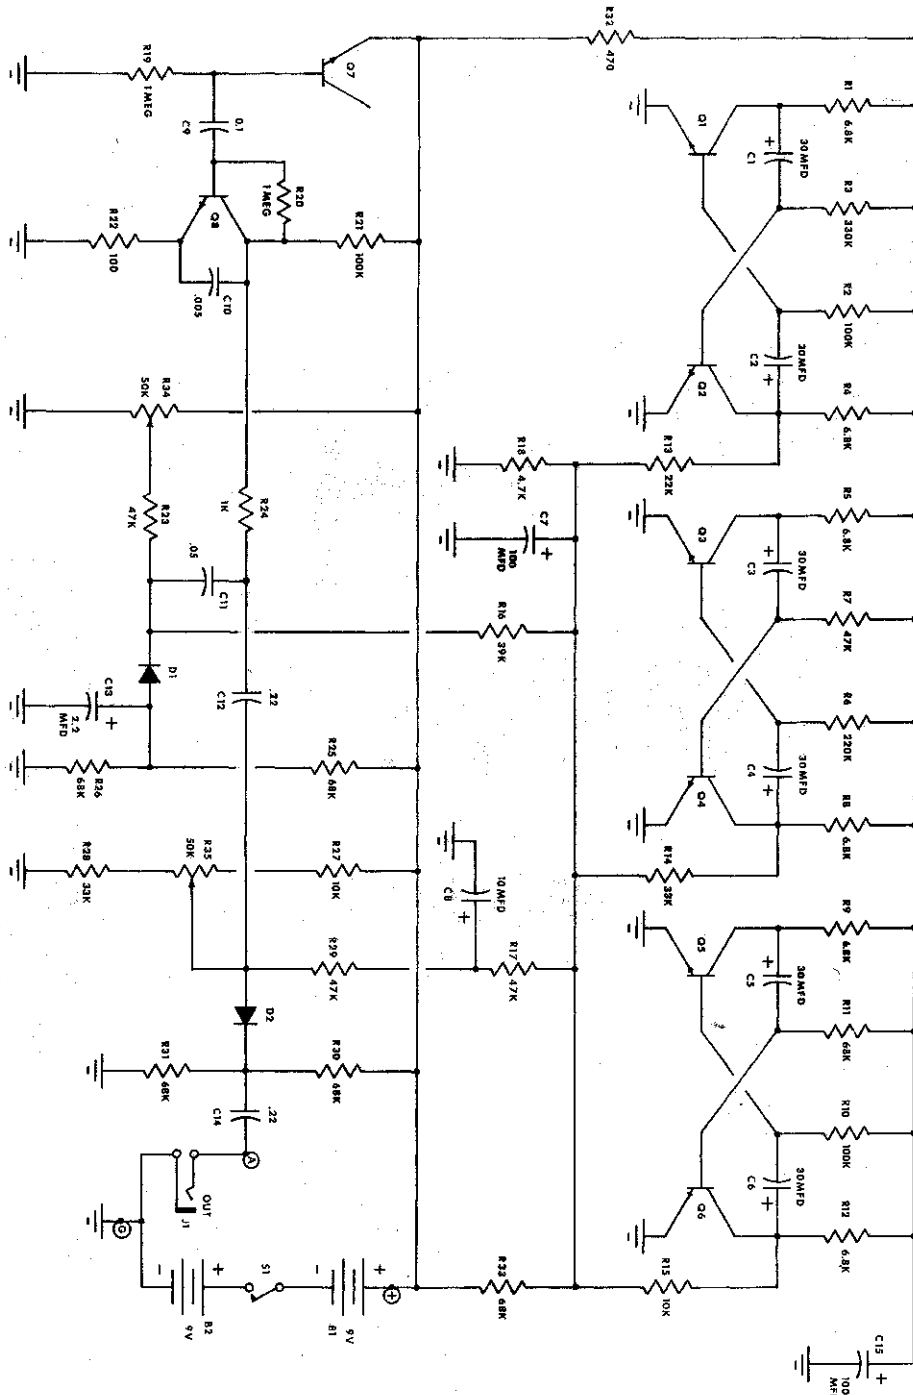 R32
470
R1
6.8K
R3
330K
R2
100K
R4
6.8K
R5
6.8K
R7
47K
R6
220K
R8
6.8K
R9
6.8K
R11
68K
R10
100K
R12
6.8K
C15
+
100
MF
30MFD
+
C1
30MFD
C2
+
30MFD
+
C3
30MFD
C4
+
30MFD
+
C5
30MFD
C6
+
Q1
Q2
Q3
Q4
Q5
Q6
R13
22K
R14
33K
R15
10K
R18
4.7K
C7
+
100
MFD
R16
39K
10MFD
C8
+
R17
47K
R33
68K
Q7
R19
1MEG
0.1
C9
R20
1MEG
R21
100K
Q8
R22
100
C10
.005
R34
50K
R23
47K
R24
1K
.05
C11
D1
C13
+
2.2
MFD
.22
C12
R25
68K
R26
68K
R27
10K
R35
50K
R28
33K
R29
47K
D2
R30
68K
R31
68K
.22
C14
A
OUT
J1
G
-
+
B2
9V
S1
-
+
B1
9V
+